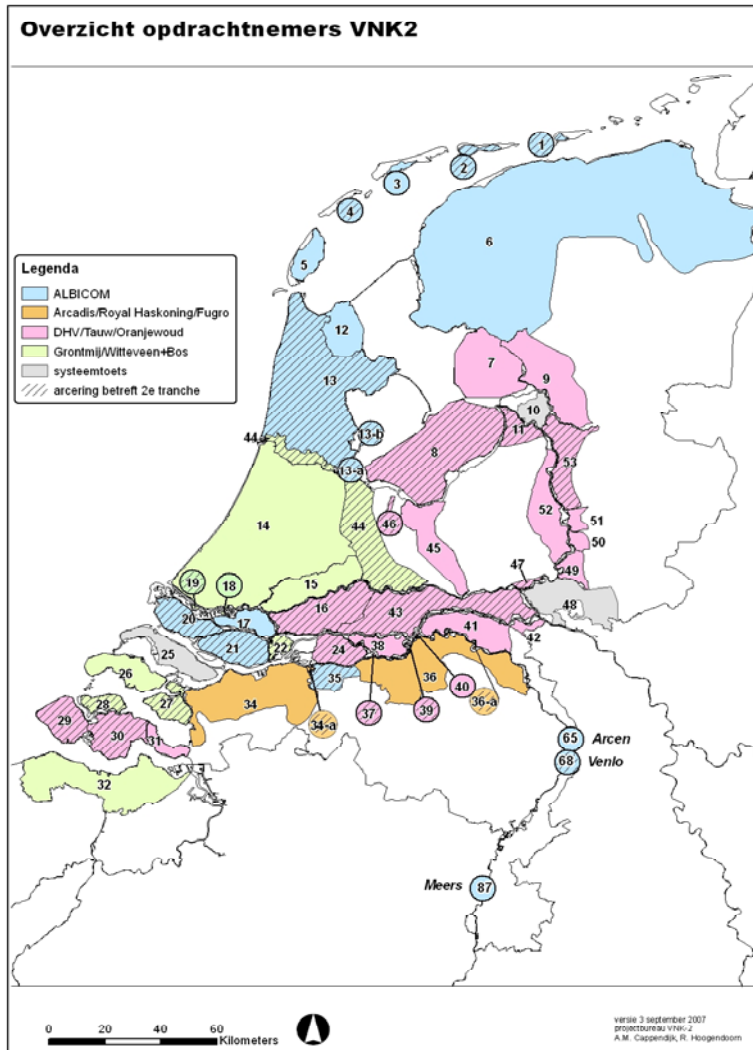 Overzicht opdrachtnemers VNK2
1
2
3
4
5
6
Legenda
ALBICOM
Arcadis/Royal Haskoning/Fugro
DHV/Tauw/Oranjewoud
Grontmij/Witteveen+Bos
systeemtoets
arcering betreft 2e tranche
12
13
7
9
10
11
44
13-b
8
13-a
53
14
44
46
52
51
45
50
19
18
15
47
49
16
43
48
20
17
41
42
21
22
24
38
25
35
36
40
26
34
37
39
36-a
28
27
34-a
29
30
31
65 Arcen
68 Venlo
32
Meers 87
0 20 40 60
Kilometers
versie 3 september 2007
projectbureau VNK-2
A.M. Cappendijk, R. Hoogendoorn